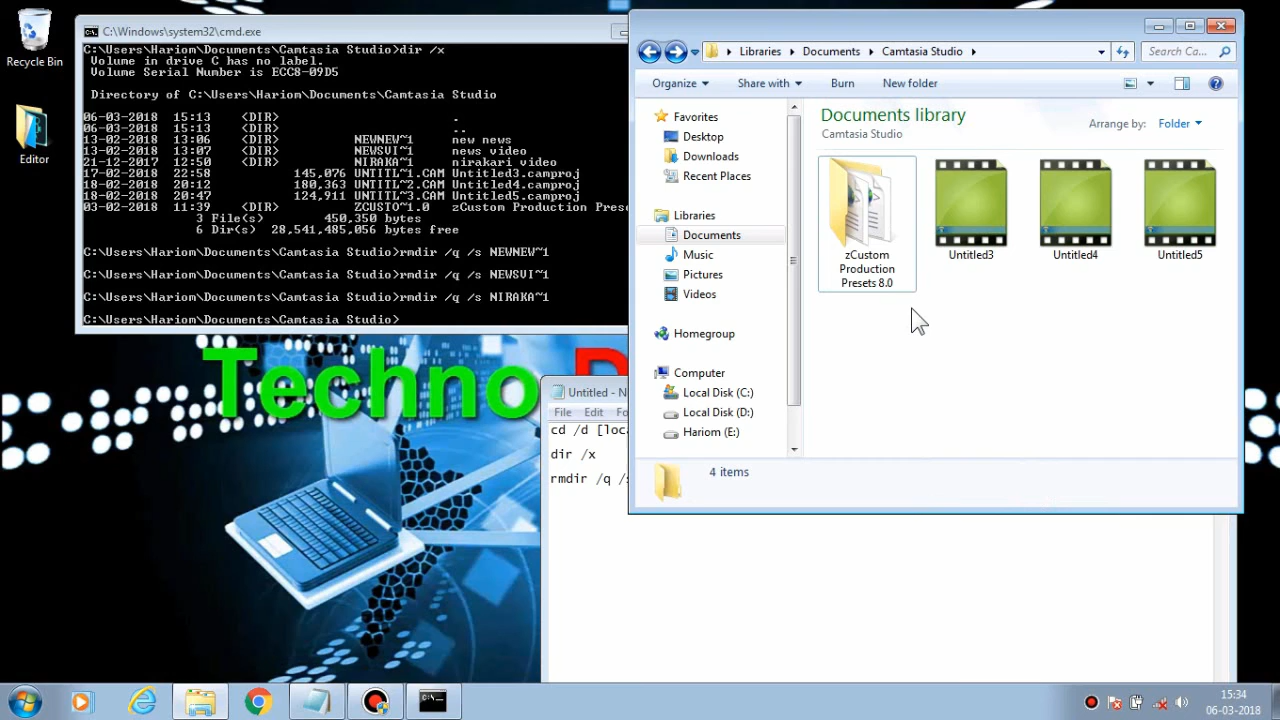 Recycle Bin
Editor
C:\Windows\system32\cmd.exe
C:\Users\Hariom\Documents\Camtasia Studio>dir /x
Volume in drive C has no label.
Volume Serial Number is ECC8-09D5
Directory of C:\Users\Hariom\Documents\Camtasia Studio
06-03-2018 15:13 <DIR> .
06-03-2018 15:13 <DIR> ..
13-02-2018 13:06 <DIR> NEWNEW~1 new news
13-02-2018 13:07 <DIR> NEWSVI~1 news video
21-12-2017 12:50 <DIR> NIRAKA~1 nirakari video
17-02-2018 22:58 145,076 UNTITL~1.CAM Untitled3.camproj
18-02-2018 20:12 180,363 UNTITL~2.CAM Untitled4.camproj
18-02-2018 20:47 124,911 UNTITL~3.CAM Untitled5.camproj
03-02-2018 11:39 <DIR> ZCUSTO~1.0 zCustom Production Pres
3 File(s) 450,350 bytes
6 Dir(s) 28,541,485,056 bytes free
C:\Users\Hariom\Documents\Camtasia Studio>rmdir /q /s NEWNEW~1
C:\Users\Hariom\Documents\Camtasia Studio>rmdir /q /s NEWSVI~1
C:\Users\Hariom\Documents\Camtasia Studio>rmdir /q /s NIRAKA~1
C:\Users\Hariom\Documents\Camtasia Studio>
Libraries Documents Camtasia Studio
Search Ca...
Organize Share with Burn New folder
Favorites
Desktop
Downloads
Recent Places
Libraries
Documents
Music
Pictures
Videos
Homegroup
Computer
Local Disk (C:)
Local Disk (D:)
Hariom (E:)
Documents library
Camtasia Studio
Arrange by: Folder
zCustom
Production
Presets 8.0
Untitled3
Untitled4
Untitled5
4 items
Techno
Untitled - N
File Edit Fo
cd /d [loca
dir /x
rmdir /q /s
15:34
06-03-2018